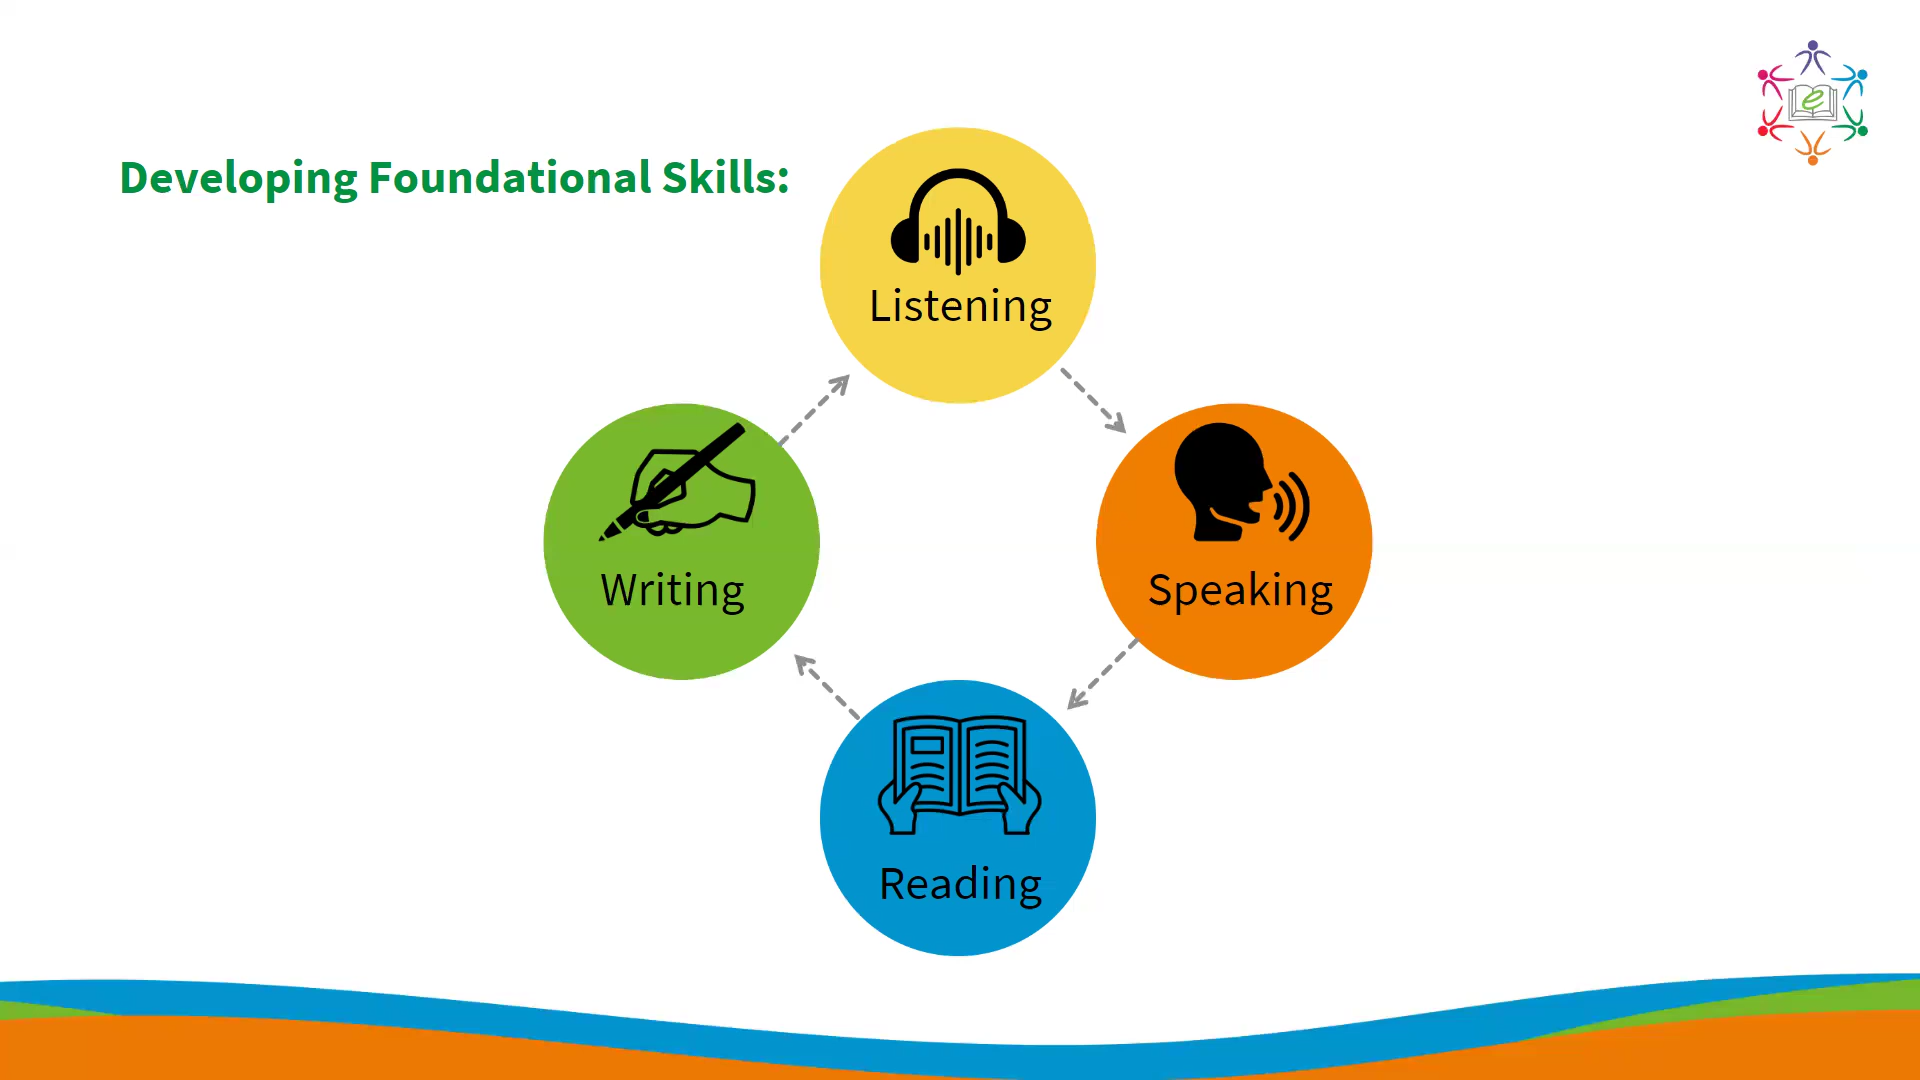 Developing Foundational Skills:
Listening
Writing
Speaking
Reading
e